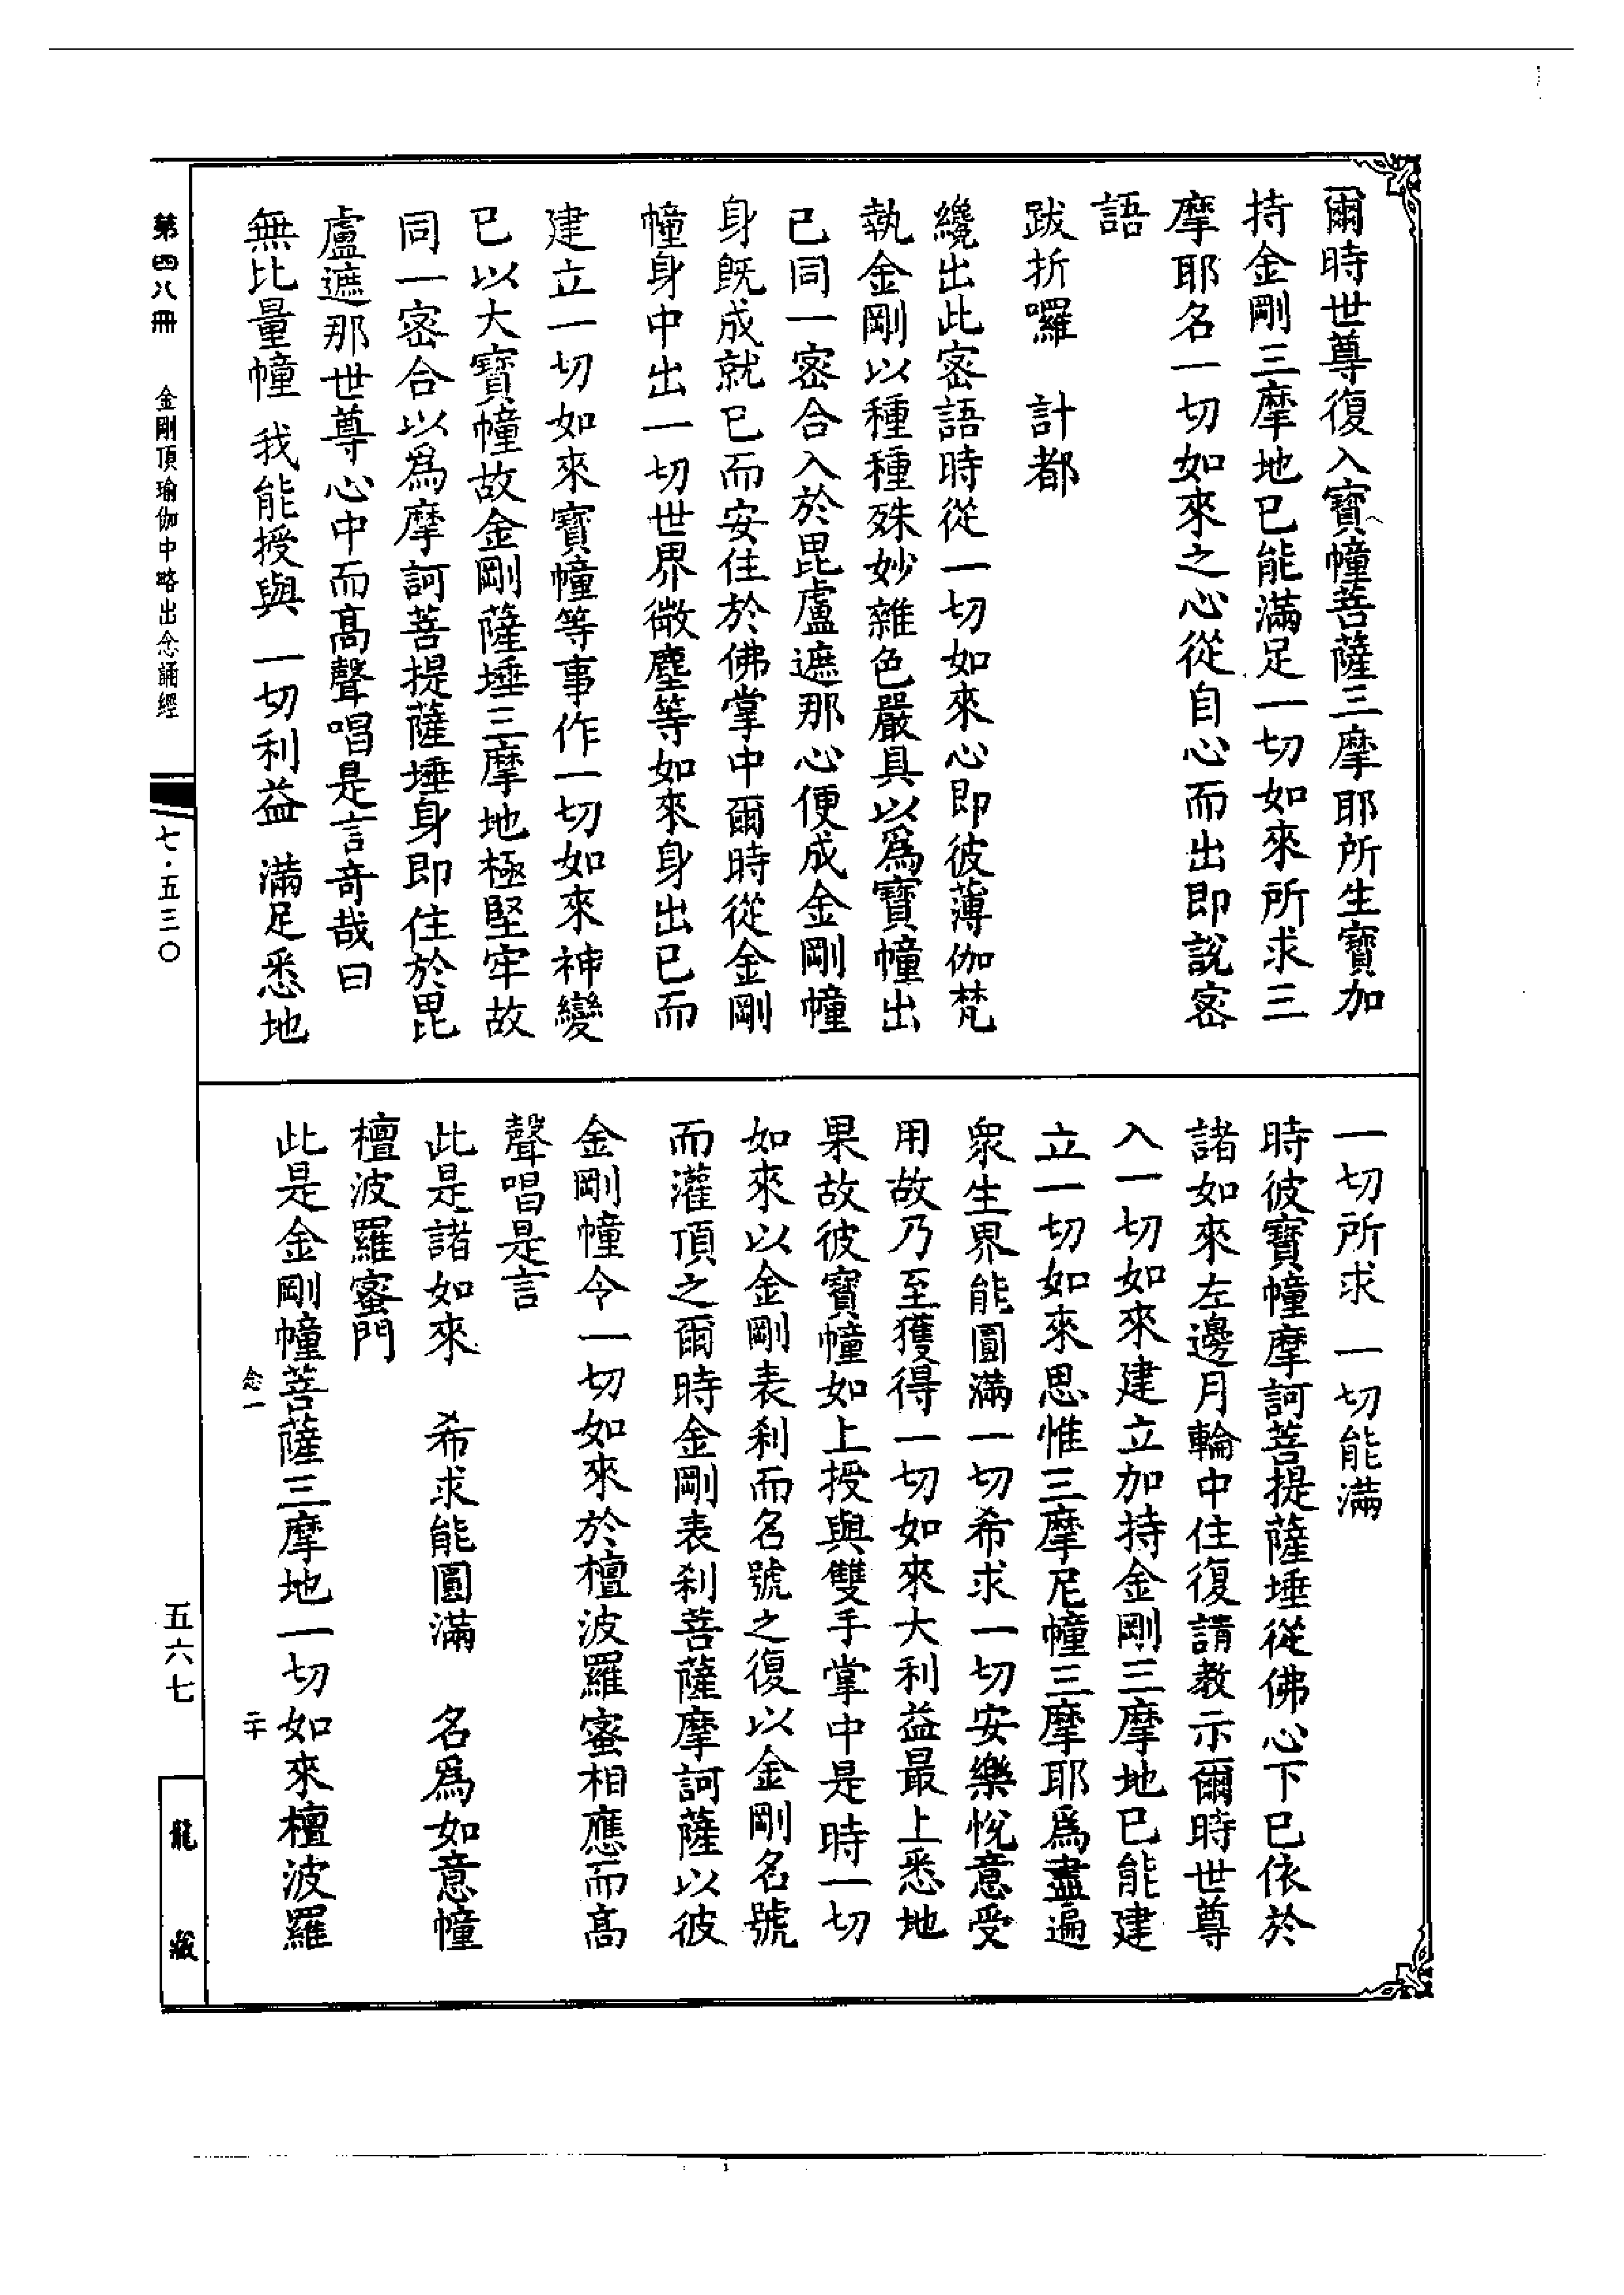 爾時世尊復入寶幢菩薩三摩耶所生寶加
持金剛三摩地已能滿足一切如來所求三
摩耶名一切如來之心從自心而出即說密
語
跋折囉　計都
纔出此密語時從一切如來心即彼薄伽梵
執金剛以種種殊妙雜色嚴具以為寶幢出
已同一密合入於毘盧遮那心便成金剛幢
身既成就已而安住於佛掌中爾時從金剛
幢身中出一切世界微塵等如來身出已而
建立一切如來寶幢等事作一切如來神變
已以大寶幢故金剛薩埵三摩地極堅牢故
同一密合以為摩訶菩提薩埵身即住於毘
盧遮那世尊心中而高聲唱是言奇哉曰
無比量幢　我能授與　一切利益　滿足悉地
一切所求　一切能滿
時彼寶幢摩訶菩提薩埵從佛心下已依於
諸如來左邊月輪中住復請教示爾時世尊
入一切如來建立加持金剛三摩地已能建
立一切如來思惟三摩尼幢三摩耶為盡遍
眾生界能圓滿一切希求一切安樂悅意受
用故乃至獲得一切如來大利益最上悉地
果故彼寶幢如上授與雙手掌中是時一切
如來以金剛表剎而名號之復以金剛名號
而灌頂之爾時金剛表剎菩薩摩訶薩以彼
金剛幢令一切如來於檀波羅蜜相應而高
聲唱是言
此是諸如來　希求能圓滿　名為如意幢
檀波羅蜜門
此是金剛幢菩薩三摩地一切如來檀波羅
念一　二十
第四八冊　金剛頂瑜伽中略出念誦經
七·五三〇
五六七
龍藏